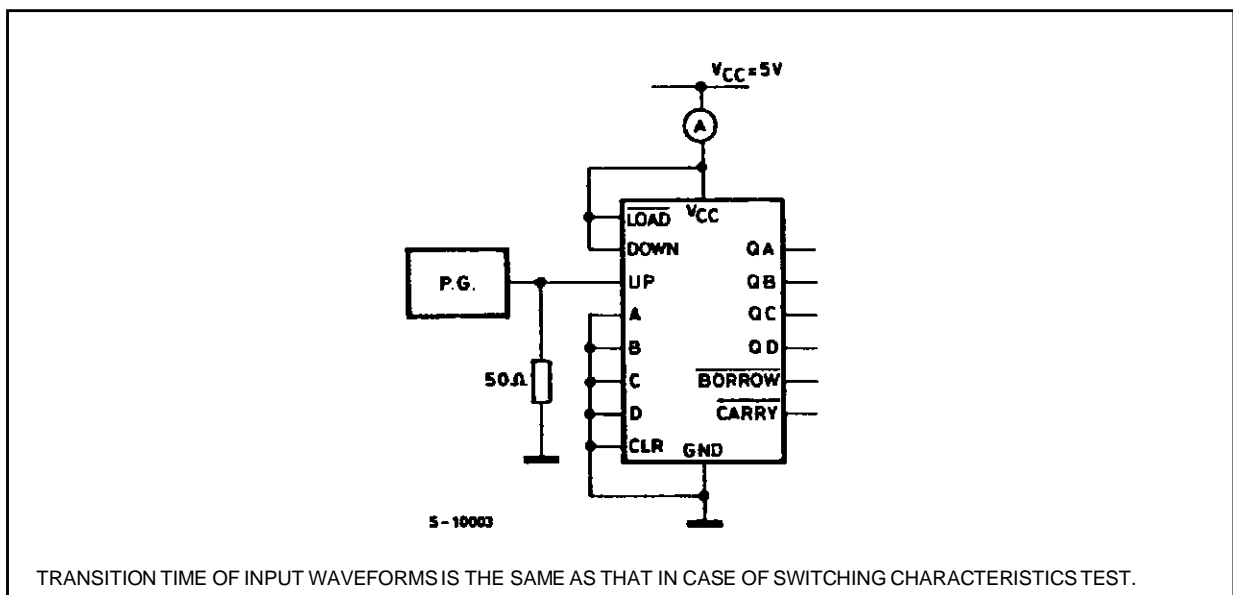 VCC=5V
A
LOAD
VCC
DOWN
QA
P.G.
UP
QB
A
QC
B
QD
50Ω
C
BORROW
D
CARRY
CLR
GND
S-10003
TRANSITION TIME OF INPUT WAVEFORMS IS THE SAME AS THAT IN CASE OF SWITCHING CHARACTERISTICS TEST.